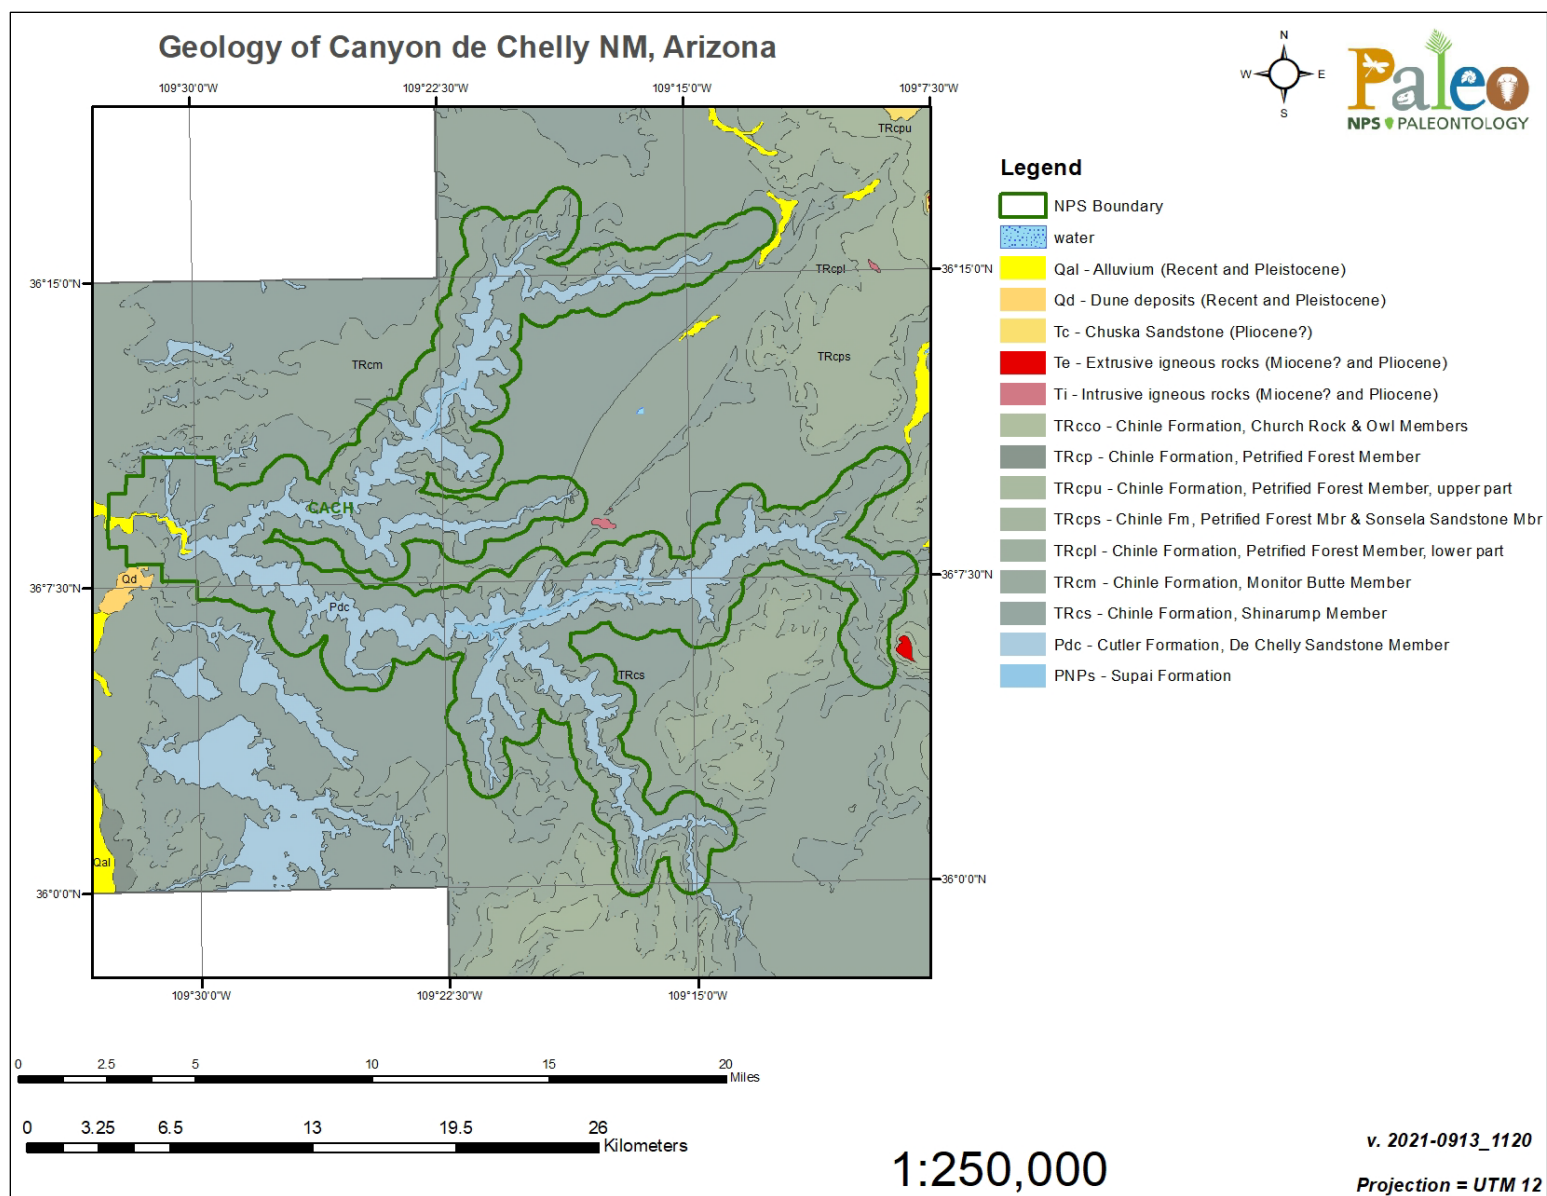 Geology of Canyon de Chelly NM, Arizona
N
W E
S
Paleo
NPS PALEONTOLOGY
109°30'0"W 109°22'30"W 109°15'0"W 109°7'30"W
TRcpu
TRcpl
36°15'0"N 36°15'0"N
TRcps
TRcm
CACH
36°7'30"N 36°7'30"N
Qd
Pdc
TRcs
Qal
36°0'0"N 36°0'0"N
109°30'0"W 109°22'30"W 109°15'0"W
Legend
NPS Boundary
water
Qal - Alluvium (Recent and Pleistocene)
Qd - Dune deposits (Recent and Pleistocene)
Tc - Chuska Sandstone (Pliocene?)
Te - Extrusive igneous rocks (Miocene? and Pliocene)
Ti - Intrusive igneous rocks (Miocene? and Pliocene)
TRcco - Chinle Formation, Church Rock & Owl Members
TRcp - Chinle Formation, Petrified Forest Member
TRcpu - Chinle Formation, Petrified Forest Member, upper part
TRcps - Chinle Fm, Petrified Forest Mbr & Sonsela Sandstone Mbr
TRcpl - Chinle Formation, Petrified Forest Member, lower part
TRcm - Chinle Formation, Monitor Butte Member
TRcs - Chinle Formation, Shinarump Member
Pdc - Cutler Formation, De Chelly Sandstone Member
PNPs - Supai Formation
0 2.5 5 10 15 20
Miles
0 3.25 6.5 13 19.5 26
Kilometers
1:250,000
v. 2021-0913_1120
Projection = UTM 12